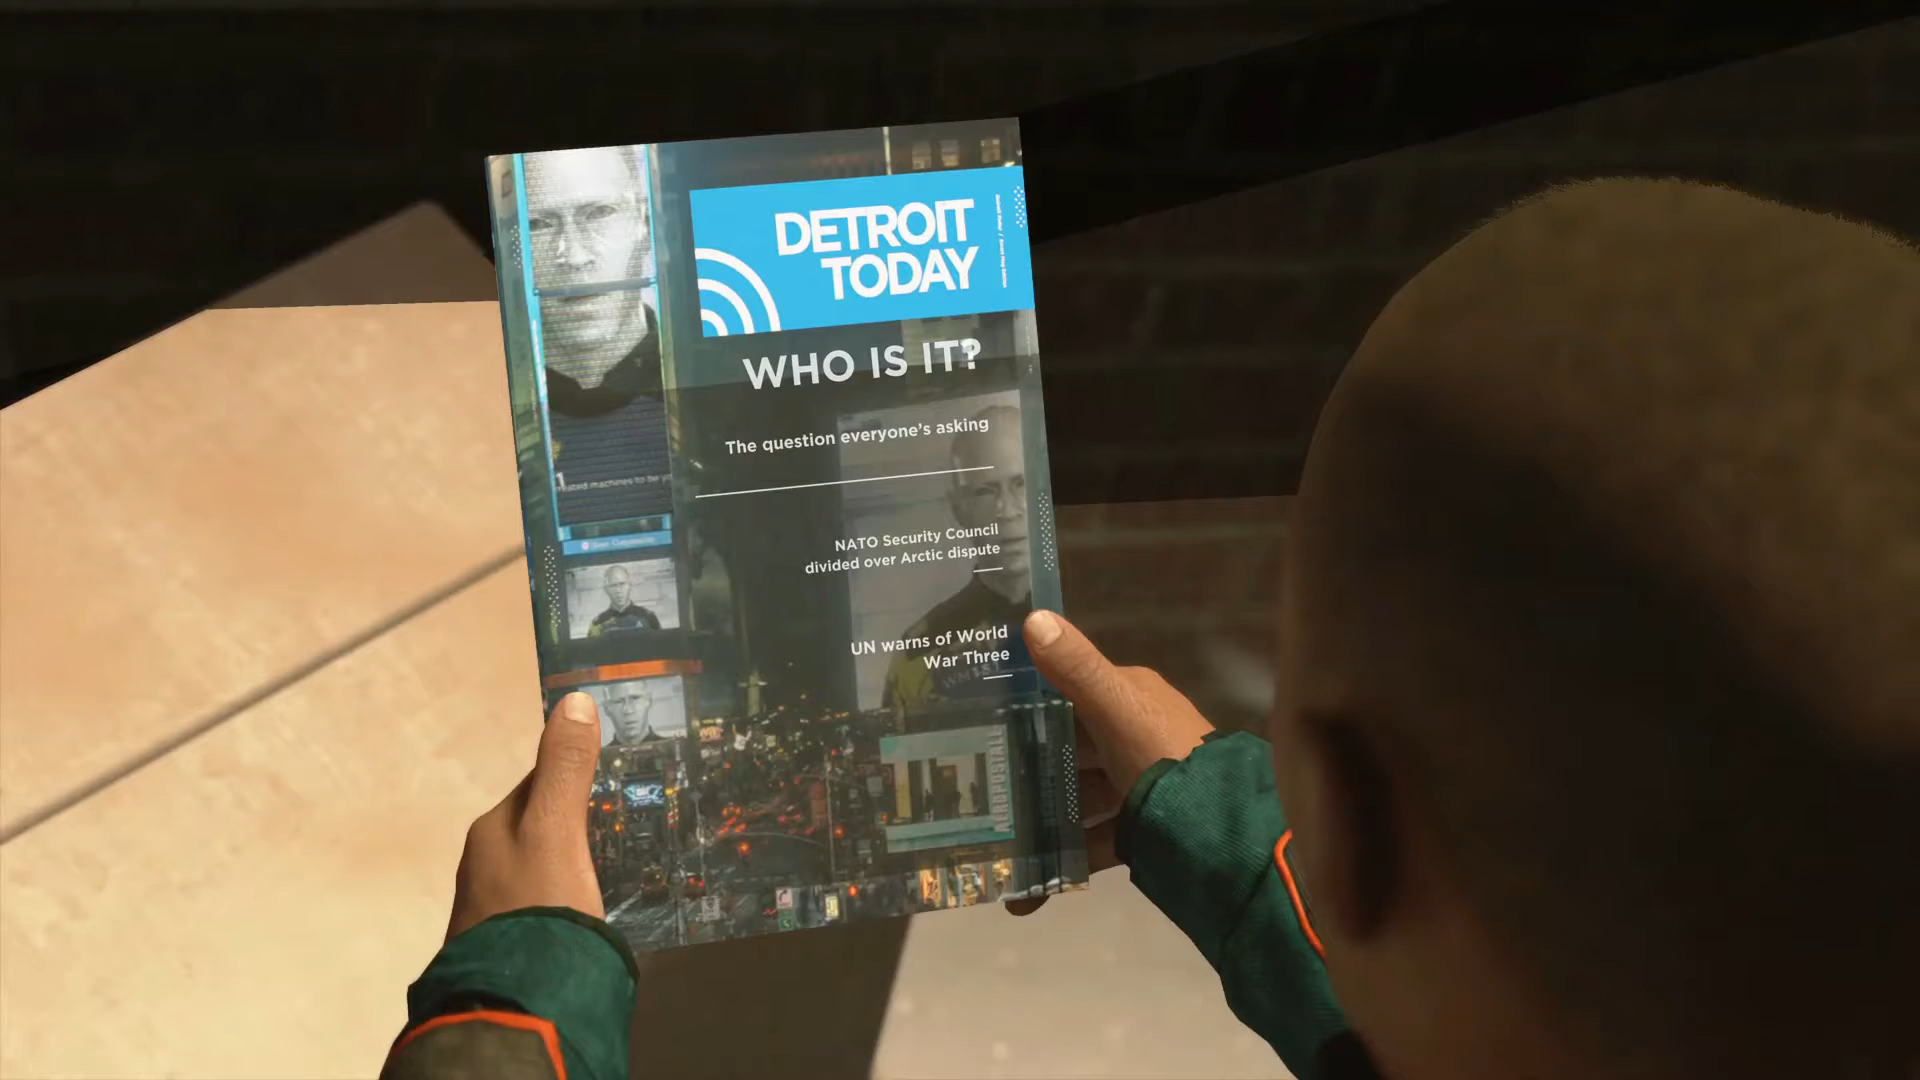 DETROIT
TODAY
WHO IS IT?
The question everyone's asking
NATO Security Council
divided over Arctic dispute
UN warns of World
War Three
AEROPOSTALE